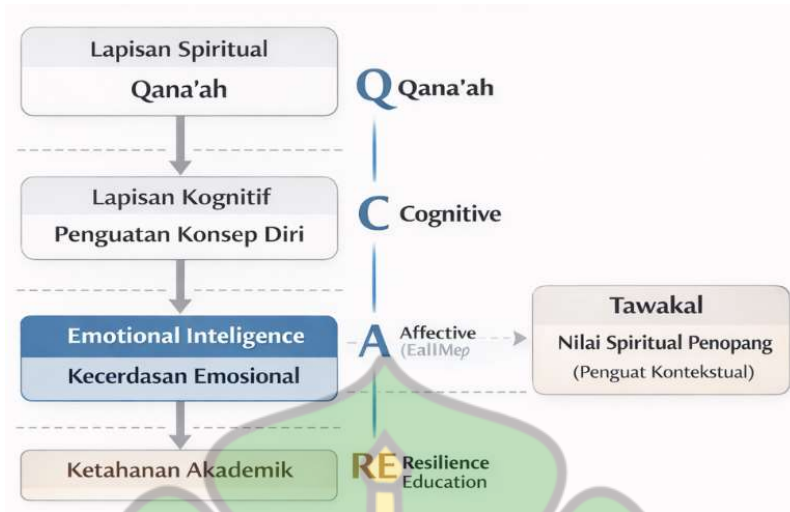 Lapisan Spiritual
Qana'ah
Q Qana'ah
Lapisan Kognitif
Penguatan Konsep Diri
C Cognitive
Emotional Inteligence
Kecerdasan Emosional
A Affective
Tawakal
Nilai Spiritual Penopang
(Penguat Kontekstual)
Ketahanan Akademik
RE Resilience
Education